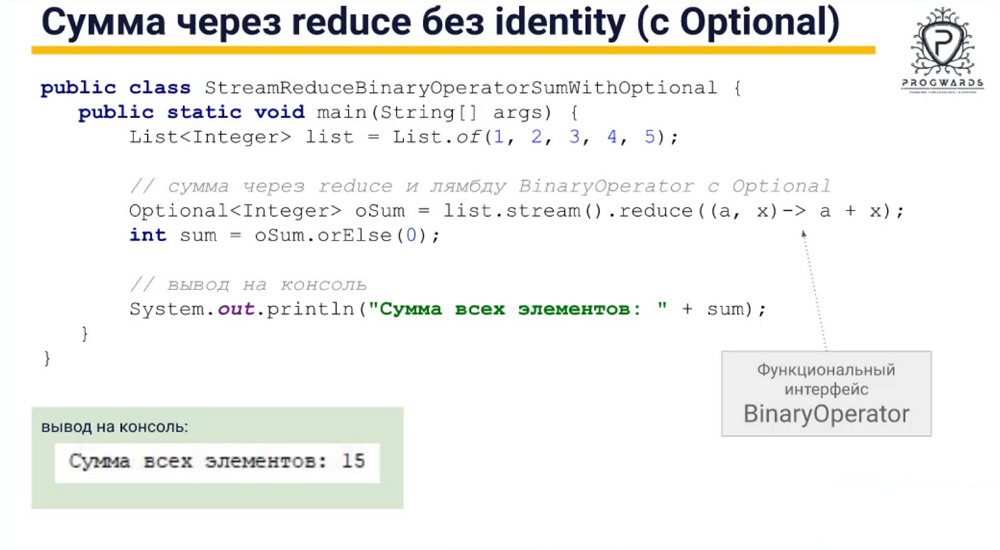 Сумма через reduce без identity (с Optional)
PROGWARDS
public class StreamReduceBinaryOperatorSumWithOptional {
public static void main(String[] args) {
List<Integer> list = List.of(1, 2, 3, 4, 5);
// сумма через reduce и лямбду BinaryOperator с Optional
Optional<Integer> oSum = list.stream().reduce((a, x)-> a + x);
int sum = oSum.orElse(0);
// вывод на консоль
System.out.println("Сумма всех элементов: " + sum);
}
}
Функциональный
интерфейс
BinaryOperator
вывод на консоль:
Сумма всех элементов: 15